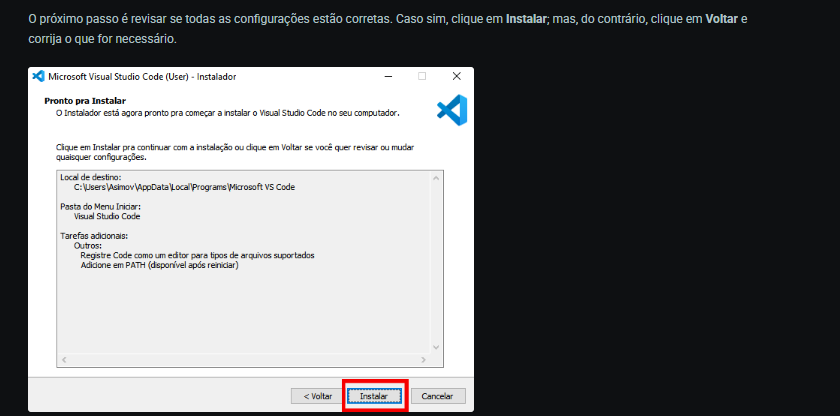 O próximo passo é revisar se todas as configurações estão corretas. Caso sim, clique em Instalar; mas, do contrário, clique em Voltar e
corrija o que for necessário.
Microsoft Visual Studio Code (User) - Instalador
Pronto pra Instalar
O Instalador está agora pronto pra começar a instalar o Visual Studio Code no seu computador.
Clique em Instalar pra continuar com a instalação ou clique em Voltar se você quer revisar ou mudar
quaisquer configurações.
Local de destino:
C:\Users\Asimov\AppData\Local\Programs\Microsoft VS Code
Pasta do Menu Iniciar:
Visual Studio Code
Tarefas adicionais:
Outros:
Registre Code como um editor para tipos de arquivos suportados
Adicione em PATH (disponível após reiniciar)
< Voltar Instalar Cancelar